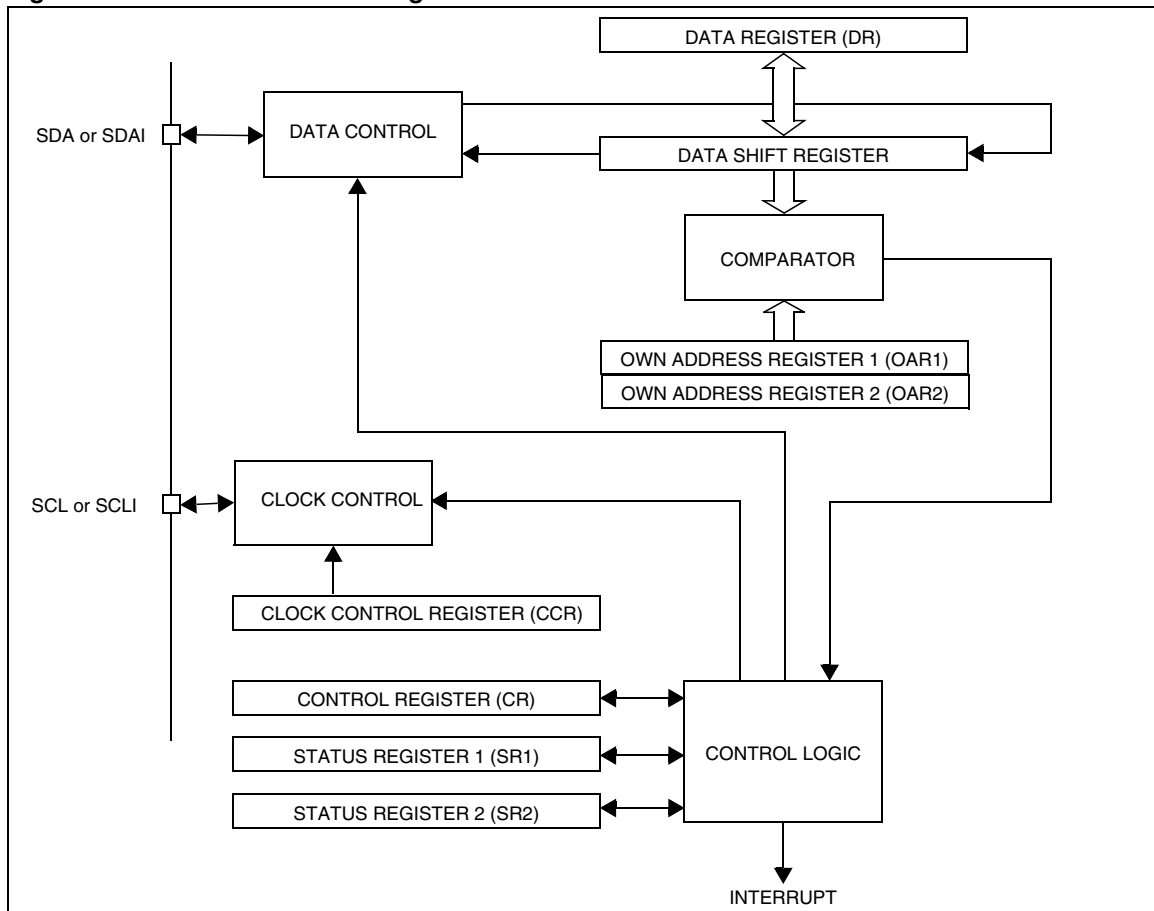 DATA REGISTER (DR)
SDA or SDAI
DATA CONTROL
DATA SHIFT REGISTER
COMPARATOR
OWN ADDRESS REGISTER 1 (OAR1)
OWN ADDRESS REGISTER 2 (OAR2)
SCL or SCLI
CLOCK CONTROL
CLOCK CONTROL REGISTER (CCR)
CONTROL REGISTER (CR)
STATUS REGISTER 1 (SR1)
CONTROL LOGIC
STATUS REGISTER 2 (SR2)
INTERRUPT